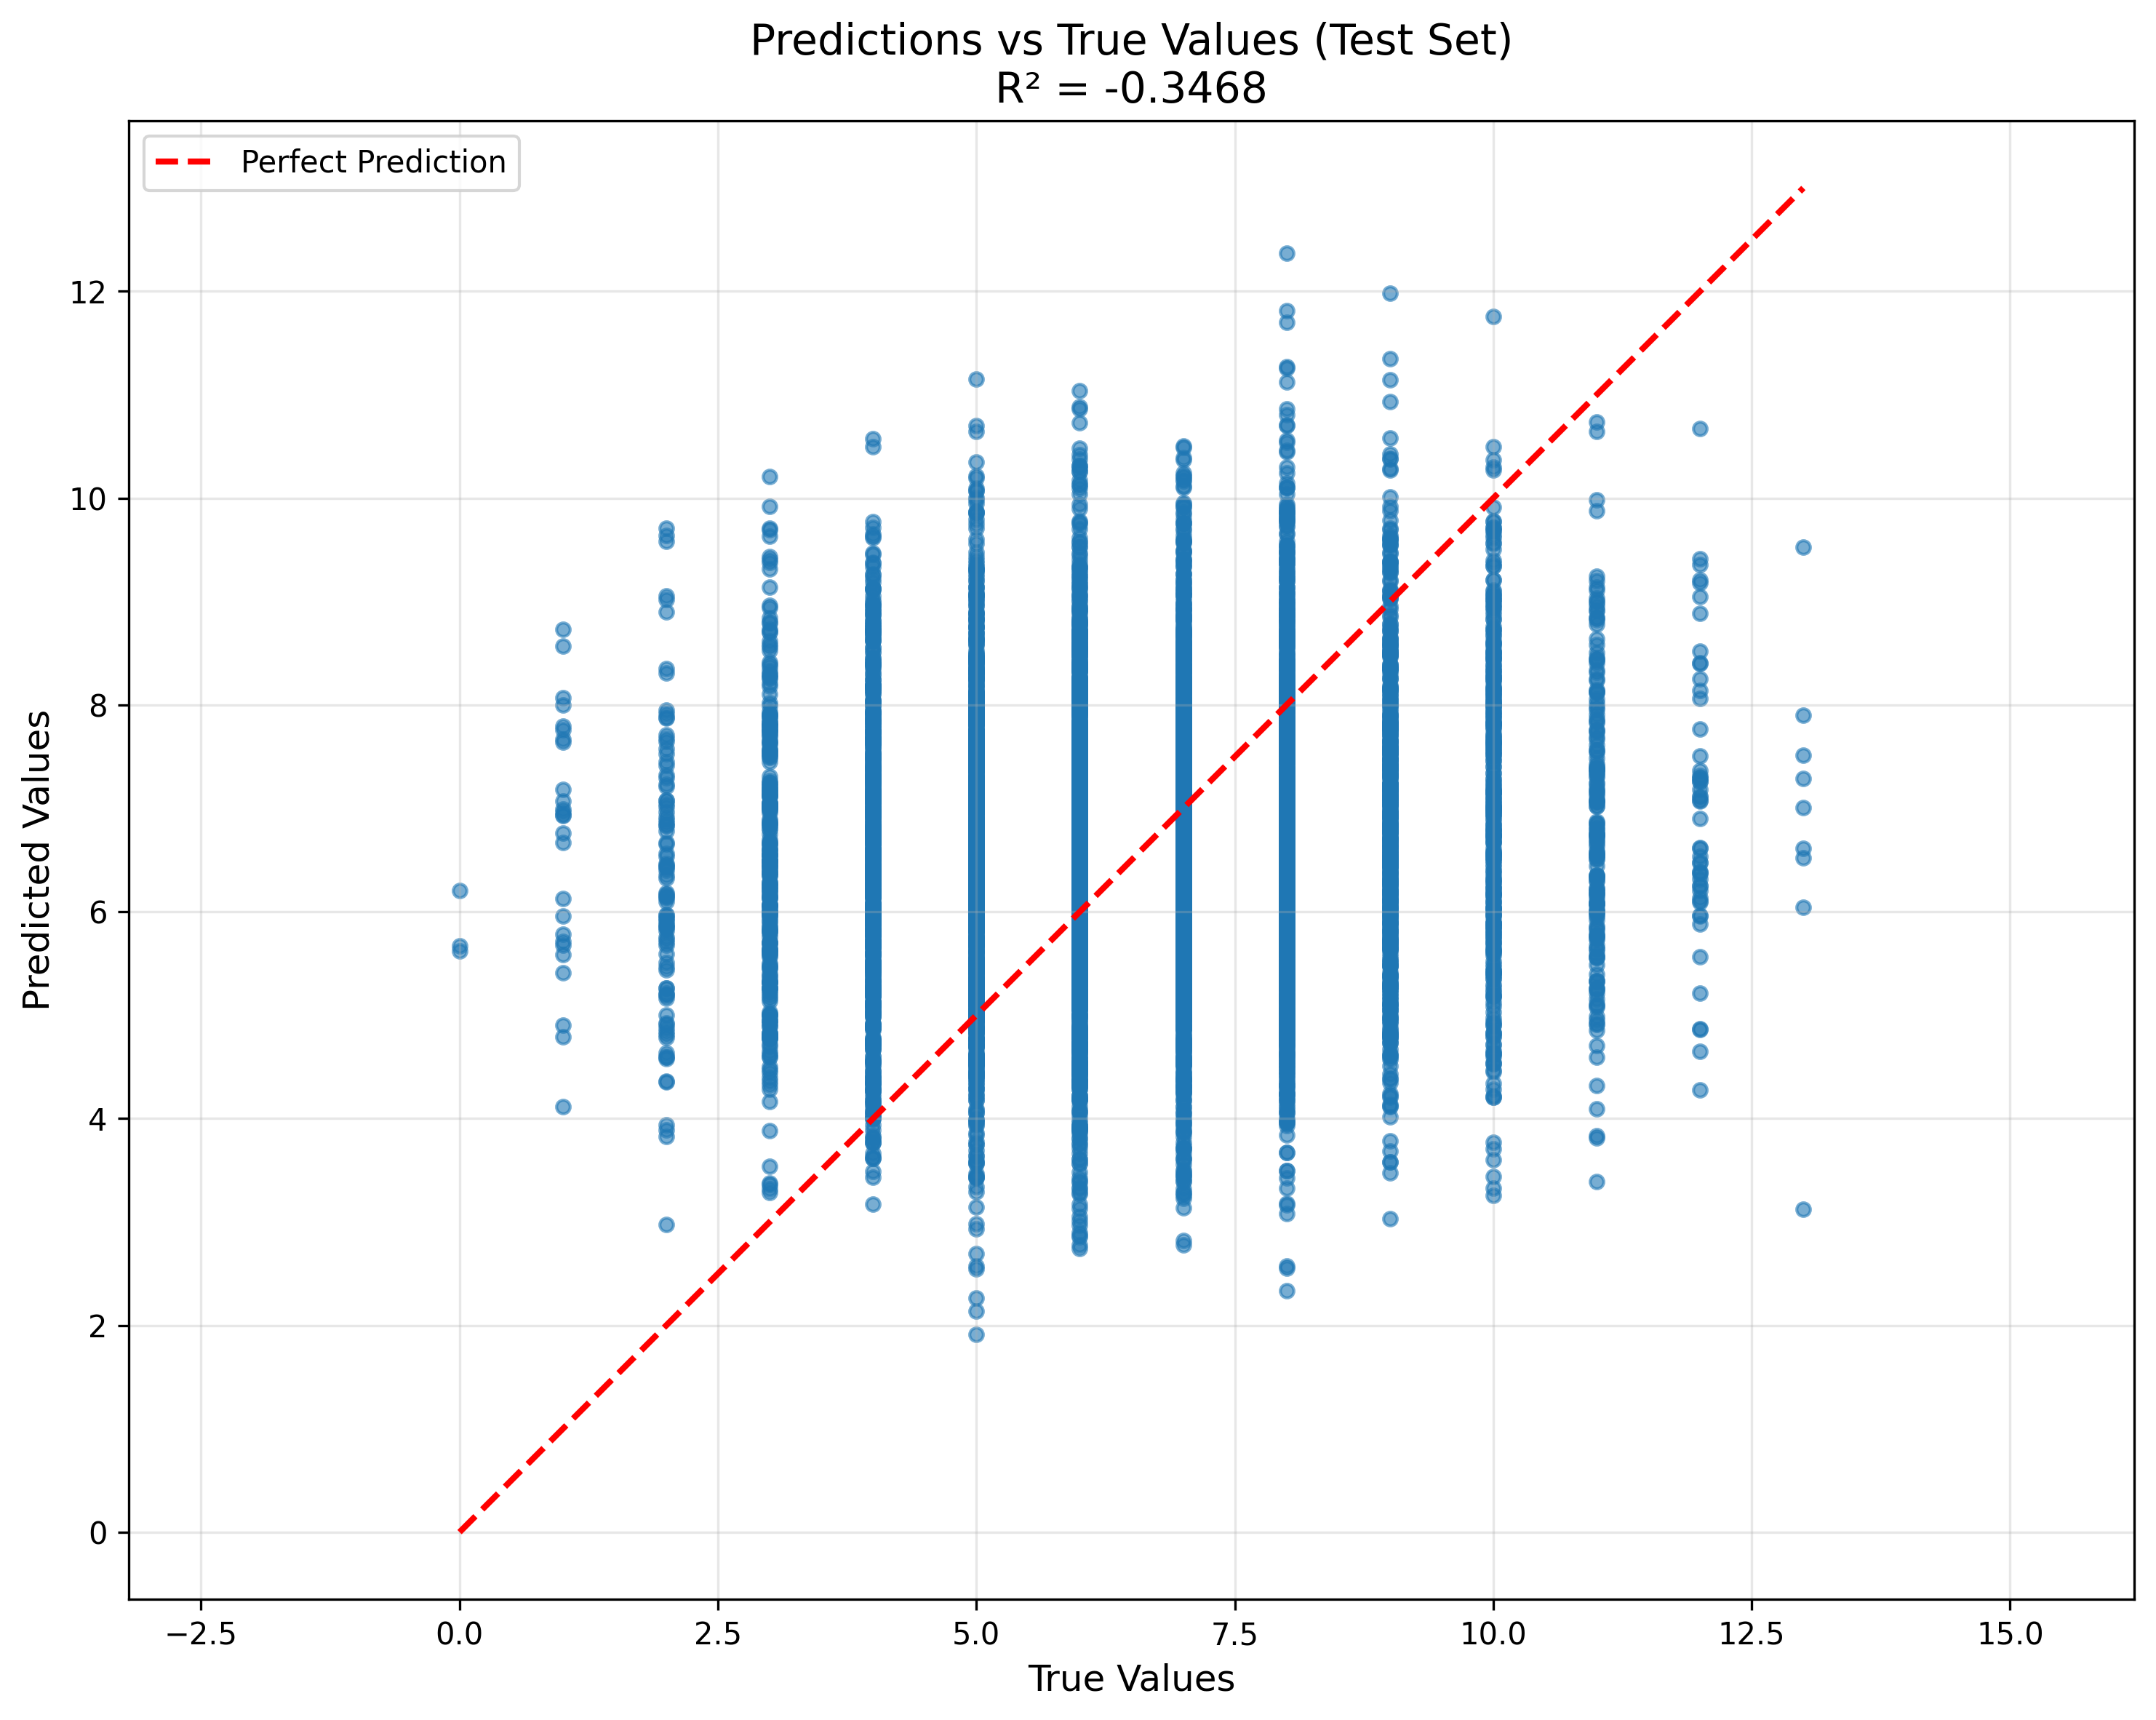 Predictions vs True Values (Test Set)
R² = -0.3468
Perfect Prediction
12
10
8
6
4
2
0
Predicted Values
−2.5 0.0 2.5 5.0 7.5 10.0 12.5 15.0
True Values